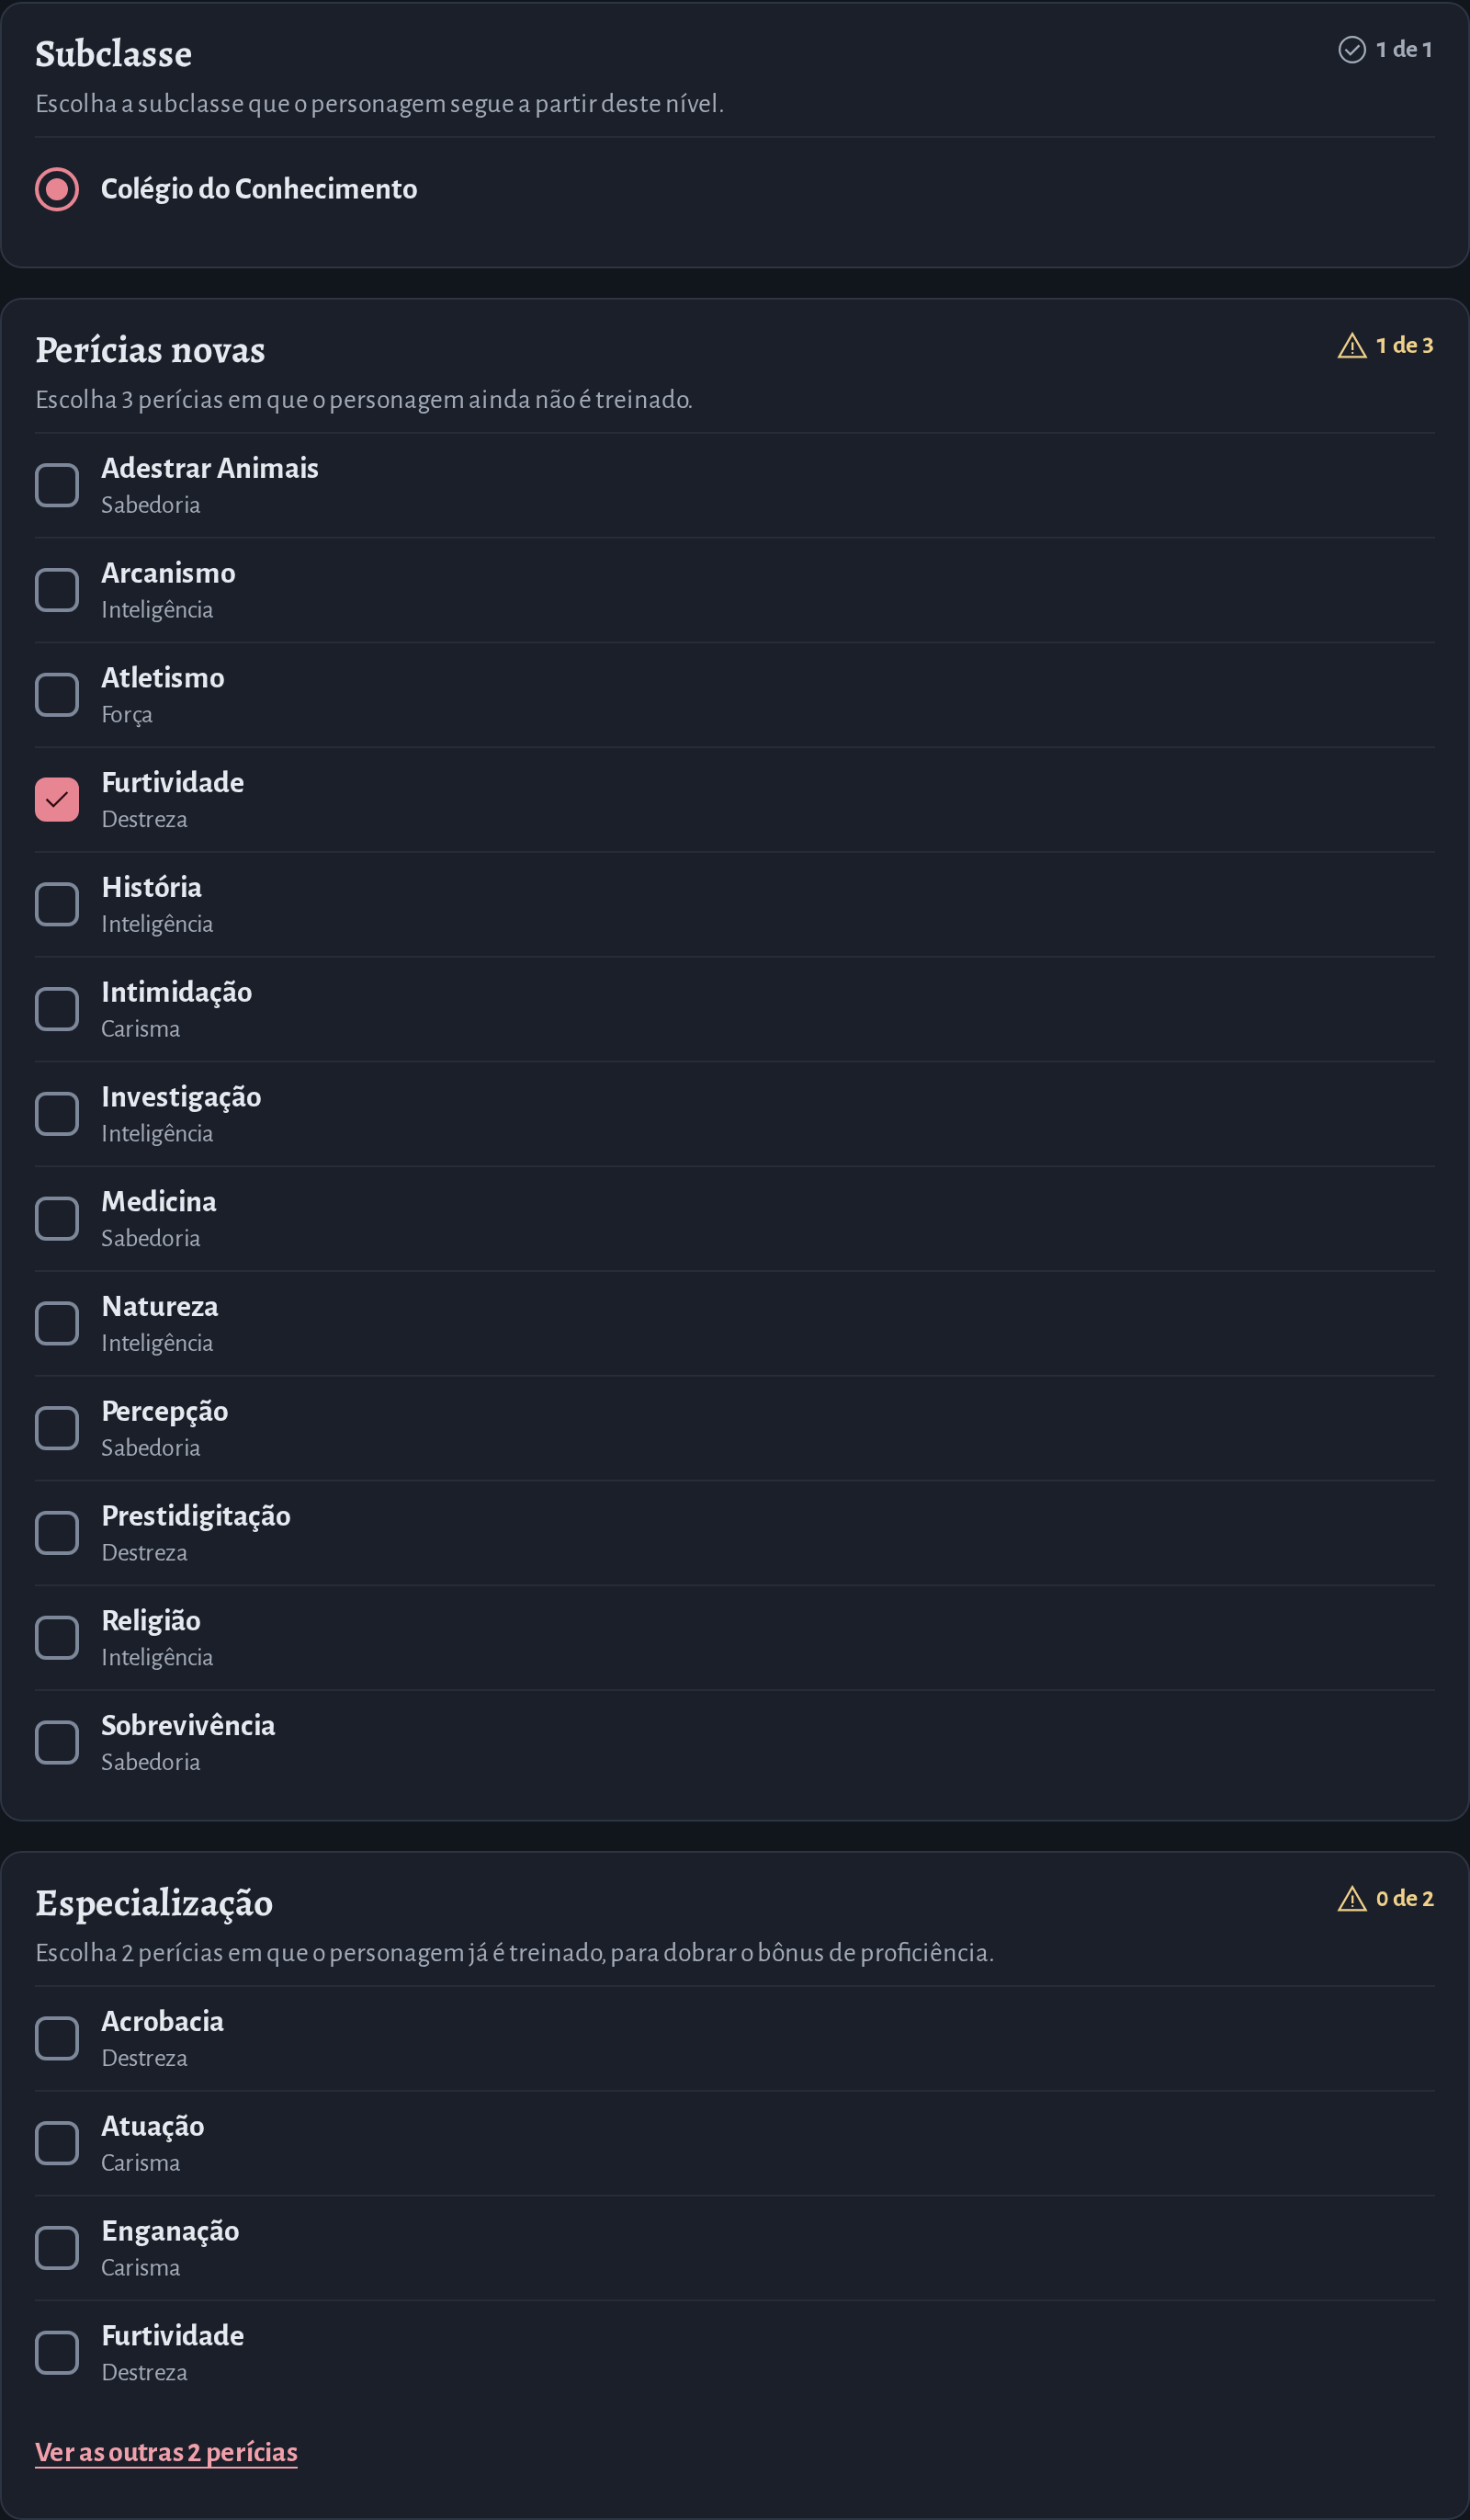 Subclasse
1 de 1
Escolha a subclasse que o personagem segue a partir deste nível.
Colégio do Conhecimento
Perícias novas
1 de 3
Escolha 3 perícias em que o personagem ainda não é treinado.
Adestrar Animais
Sabedoria
Arcanismo
Inteligência
Atletismo
Força
Furtividade
Destreza
História
Inteligência
Intimidação
Carisma
Investigação
Inteligência
Medicina
Sabedoria
Natureza
Inteligência
Percepção
Sabedoria
Prestidigitação
Destreza
Religião
Inteligência
Sobrevivência
Sabedoria
Especialização
0 de 2
Escolha 2 perícias em que o personagem já é treinado, para dobrar o bônus de proficiência.
Acrobacia
Destreza
Atuação
Carisma
Enganação
Carisma
Furtividade
Destreza
Ver as outras 2 perícias